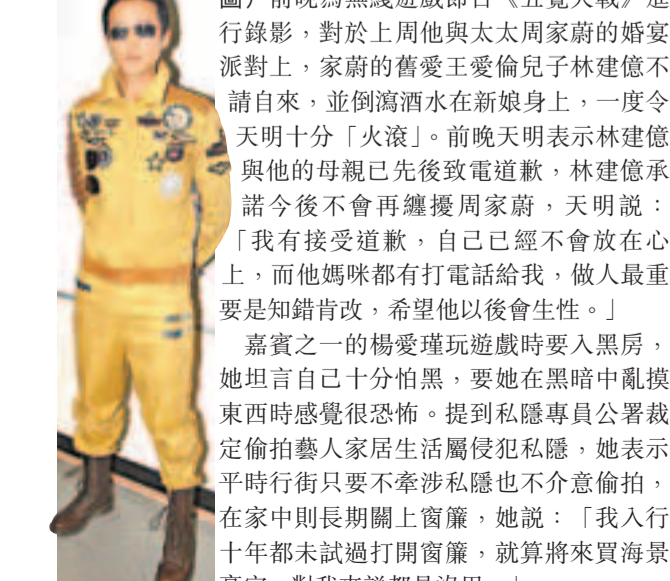 圖）前晚為無綫遊戲節目《五覺大戰》進
行錄影，對於上周他與太太周家蔚的婚宴
派對上，家蔚的舊愛王愛倫兒子林建億不
請自來，並倒瀉酒水在新娘身上，一度令
天明十分「火滾」。前晚天明表示林建億
與他的母親已先後致電道歉，林建億承
諾今後不會再纏擾周家蔚，天明説：
「我有接受道歉，自己已經不會放在心
上，而他媽咪都有打電話給我，做人最重
要是知錯肯改，希望他以後會生性。」
嘉賓之一的楊愛瑾玩遊戲時要入黑房，
她坦言自己十分怕黑，要她在黑暗中亂摸
東西時感覺很恐怖。提到私隱專員公署裁
定偷拍藝人家居生活屬侵犯私隱，她表示
平時行街只要不牽涉私隱也不介意偷拍，
在家中則長期關上窗簾，她説：「我入行
十年都未試過打開窗簾，就算將來買海景